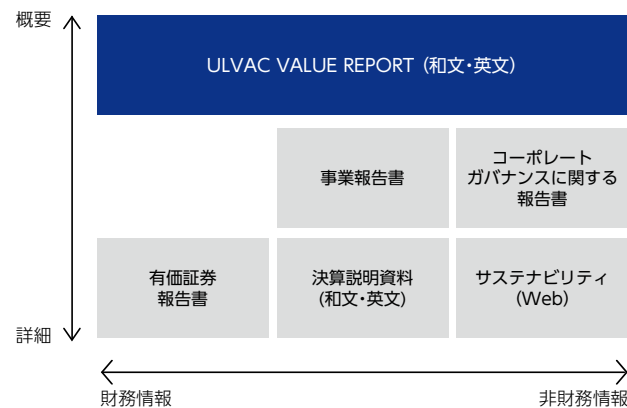 概要
ULVAC VALUE REPORT (和文・英文)
事業報告書
コーポレート
ガバナンスに関する
報告書
有価証券
報告書
決算説明資料
(和文・英文)
サステナビリティ
(Web)
詳細
財務情報
非財務情報